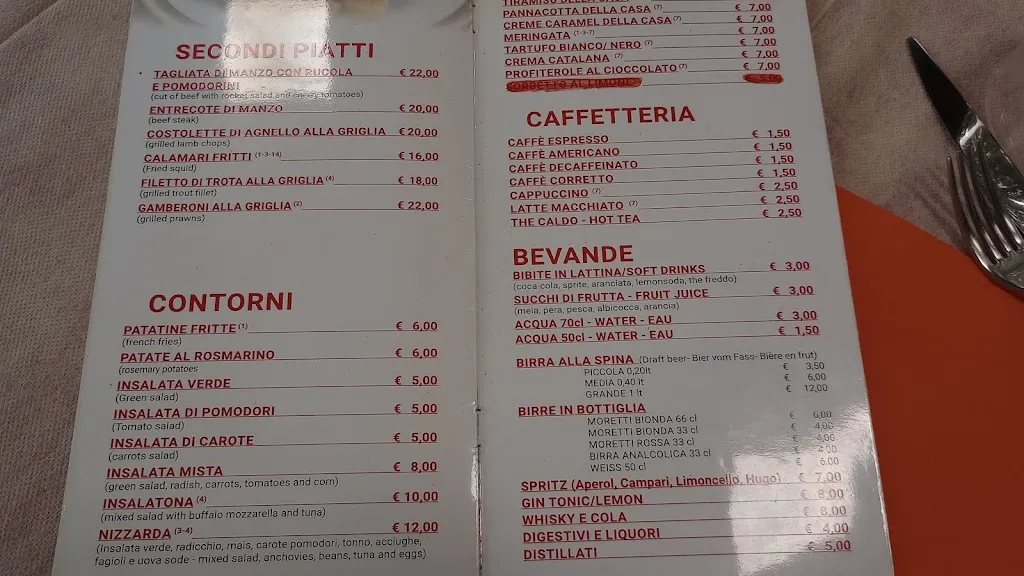 SECONDI PIATTI
TAGLIATA DI MANZO CON RUCOLA € 22,00
E POMODORINI
(cut of beef with rocket salad and cherry tomatoes)
ENTRECOTE DI MANZO € 20,00
(beef steak)
COSTOLETTE DI AGNELLO ALLA GRIGLIA € 20,00
(grilled lamb chops)
CALAMARI FRITTI (1-3-14) € 16,00
(Fried squid)
FILETTO DI TROTA ALLA GRIGLIA (4) € 18,00
(grilled trout fillet)
GAMBERONI ALLA GRIGLIA (2) € 22,00
(grilled prawns)
CONTORNI
PATATINE FRITTE (1) € 6,00
(french fries)
PATATE AL ROSMARINO € 6,00
(rosemary potatoes
INSALATA VERDE € 5,00
(Green salad)
INSALATA DI POMODORI € 5,00
(Tomato salad)
INSALATA DI CAROTE € 5,00
(carrots salad)
INSALATA MISTA € 8,00
(green salad, radish, carrots, tomatoes and corn)
INSALATONA (4) € 10,00
(mixed salad with buffalo mozzarella and tuna)
NIZZARDA (3-4) € 12,00
(Insalata verde, radicchio, mais, carote pomodori, tonno, acciughe,
fagioli e uova sode - mixed salad, anchovies, beans, tuna and eggs)
PANNACOTTA DELLA CASA (7) € 7,00
CREME CARAMEL DELLA CASA (7) € 7,00
MERINGATA (1-3-7) € 7,00
TARTUFO BIANCO/ NERO (7) € 7,00
CREMA CATALANA (7) € 7,00
PROFITEROLE AL CIOCCOLATO (7) € 7,00
SORBETTO AL LIMONE
CAFFETTERIA
CAFFÈ ESPRESSO € 1,50
CAFFÈ AMERICANO € 1,50
CAFFÈ DECAFFEINATO € 1,50
CAFFÈ CORRETTO € 1,50
CAPPUCCINO (7) € 2,50
LATTE MACCHIATO (7) € 2,50
THE CALDO - HOT TEA € 2,50
BEVANDE
BIBITE IN LATTINA/SOFT DRINKS € 3,00
(coca-cola, sprite, aranciata, lemonsoda, the freddo)
SUCCHI DI FRUTTA - FRUIT JUICE € 3,00
(mela, pera, pesca, albicocca, arancia)
ACQUA 70cl - WATER - EAU € 3,00
ACQUA 50cl - WATER - EAU € 1,50
BIRRA ALLA SPINA (Draft beer- Bier vom Fass- Bière en frut)
PICCOLA 0,20lt € 3,50
MEDIA 0,40 lt € 6,00
GRANDE 1 lt € 12,00
BIRRE IN BOTTIGLIA
MORETTI BIONDA 66 cl € 6,00
MORETTI BIONDA 33 cl € 4,00
MORETTI ROSSA 33 cl € 4,00
BIRRA ANALCOLICA 33 cl € 4,00
WEISS 50 cl € 6,00
SPRITZ (Aperol, Campari, Limoncello, Hugo) € 7,00
GIN TONIC/LEMON € 8,00
WHISKY E COLA € 8,00
DIGESTIVI E LIQUORI € 4,00
DISTILLATI € 5,00